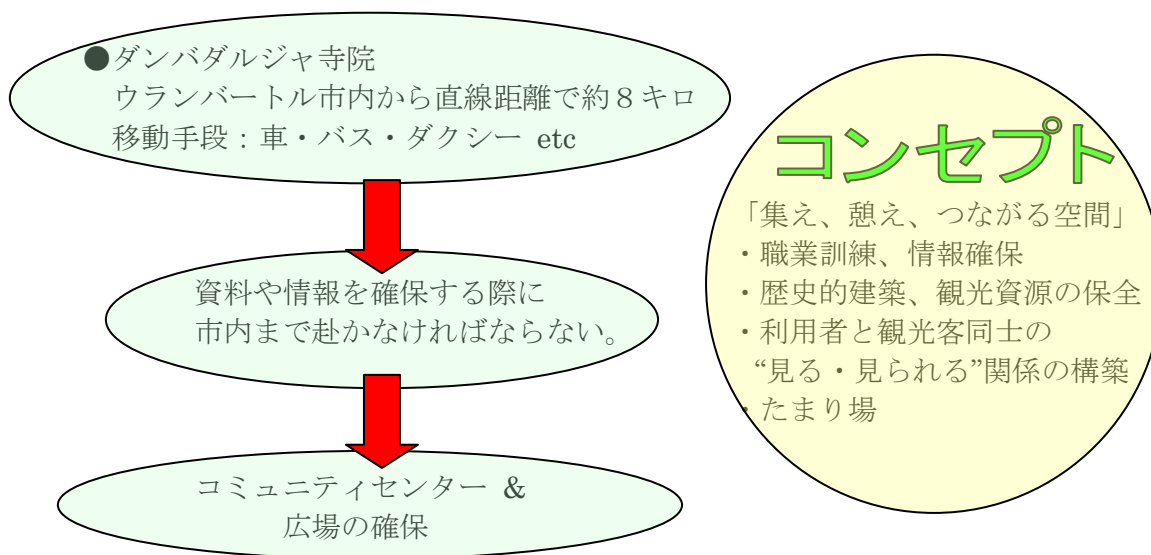 ●ダンバダルジャ寺院
ウランバートル市内から直線距離で約８キロ
移動手段：車・バス・ダクシー etc
資料や情報を確保する際に
市内まで赴かなければならない。
コミュニティセンター &
広場の確保
コンセプト
「集え、憩え、つながる空間」
・職業訓練、情報確保
・歴史的建築、観光資源の保全
・利用者と観光客同士の
“見る・見られる”関係の構築
・たまり場